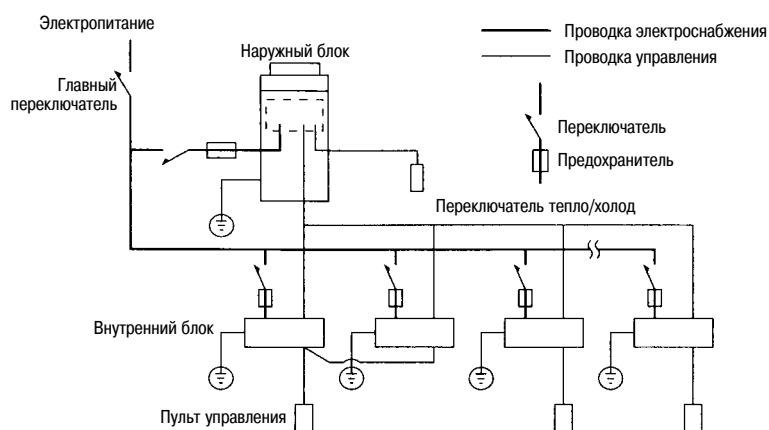 Электропитание
Наружный блок
Главный
переключатель
Проводка электроснабжения
Проводка управления
Переключатель
Предохранитель
Переключатель тепло/холод
Внутренний блок
Пульт управления